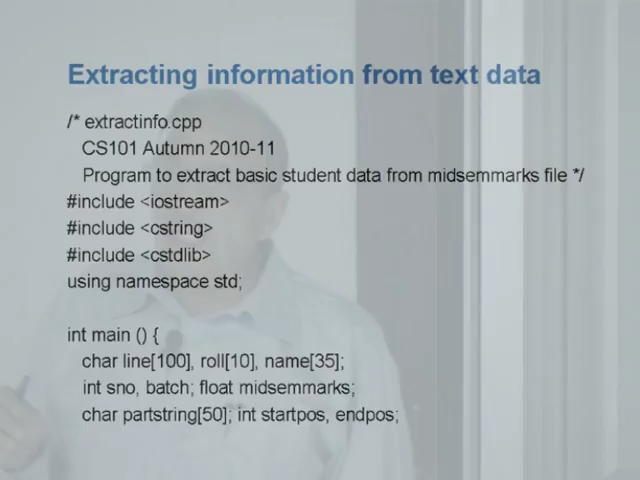 Extracting information from text data
/* extractinfo.cpp
CS101 Autumn 2010-11
Program to extract basic student data from midsemmarks file */
#include <iostream>
#include <cstring>
#include <cstdlib>
using namespace std;
int main () {
char line[100], roll[10], name[35];
int sno, batch; float midsemmarks;
char partstring[50]; int startpos, endpos;